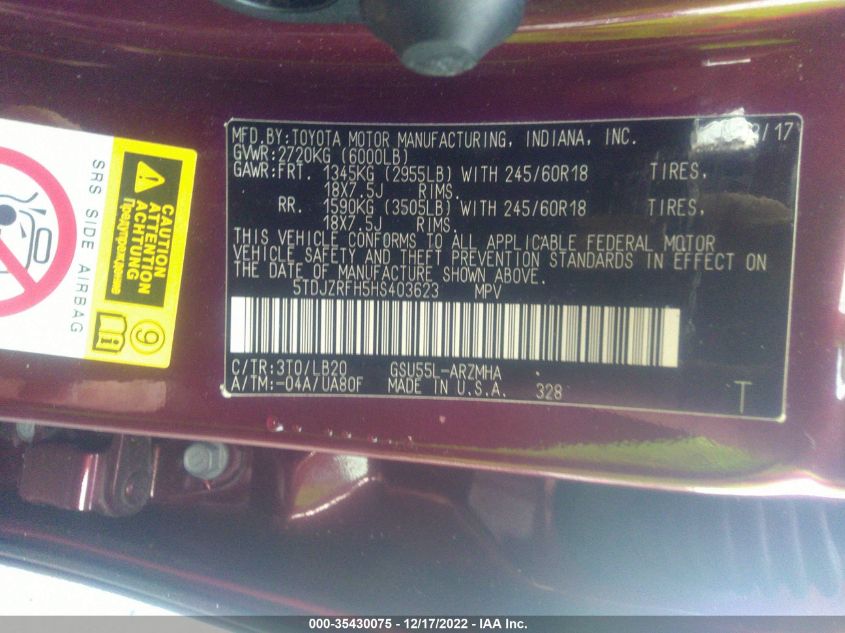 MFD.BY:TOYOTA MOTOR MANUFACTURING, INDIANA, INC. /17
GVWR:2720KG (6000LB)
GAWR:FRT. 1345KG (2955LB) WITH 245/60R18 TIRES,
18X7.5J RIMS.
RR. 1590KG (3505LB) WITH 245/60R18 TIRES,
18X7.5J RIMS.
THIS VEHICLE CONFORMS TO ALL APPLICABLE FEDERAL MOTOR
VEHICLE SAFETY AND THEFT PREVENTION STANDARDS IN EFFECT ON
THE DATE OF MANUFACTURE SHOWN ABOVE.
5TDJZRFH5HS403623 MPV
C/TR:3T0/LB20 GSU55L-ARZMHA
A/TM:-04A/UA80F MADE IN U.S.A. 328 T
SRS SIDE AIRBAG
CAUTION
ATTENTION
ACHTUNG
Предупреждение
9
000-35430075 - 12/17/2022 - IAA Inc.